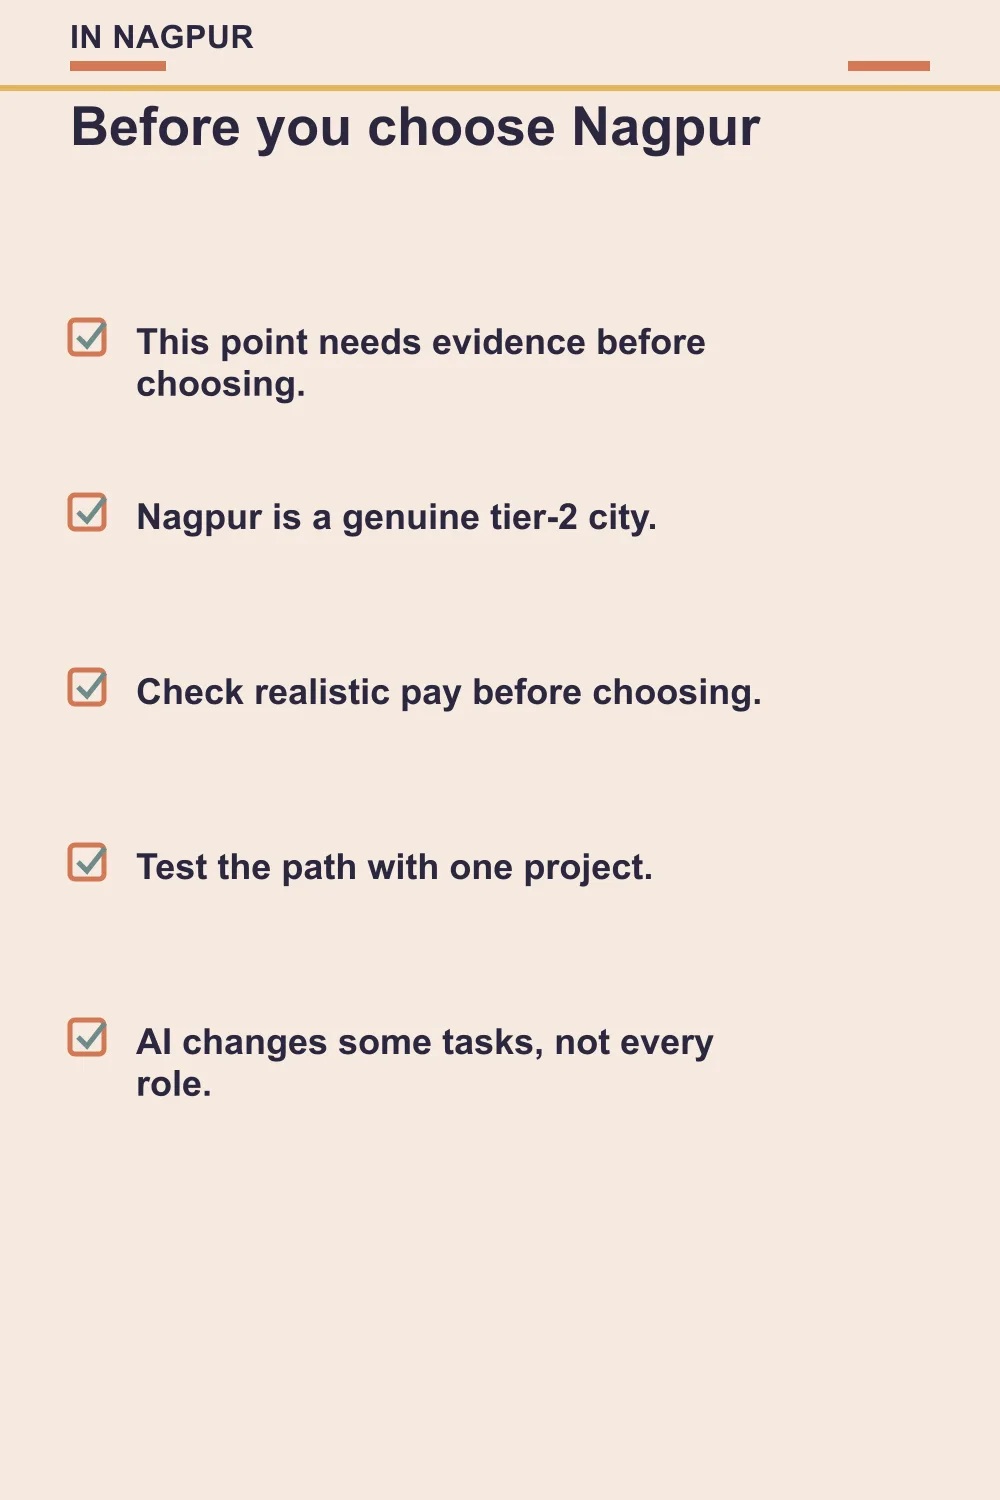 IN NAGPUR
Before you choose Nagpur
This point needs evidence before
choosing.
Nagpur is a genuine tier-2 city.
Check realistic pay before choosing.
Test the path with one project.
AI changes some tasks, not every
role.